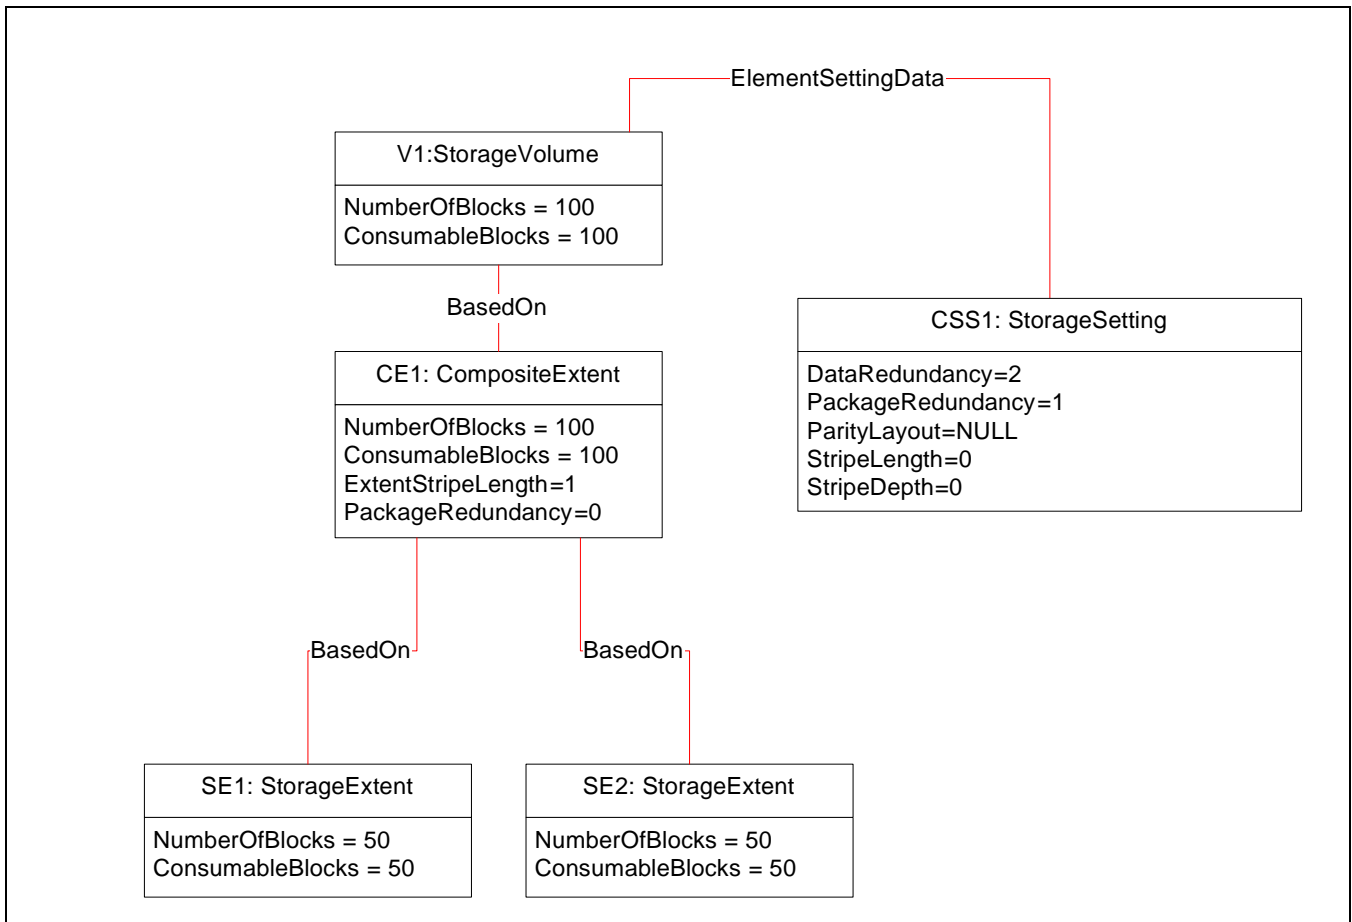 ElementSettingData
V1:StorageVolume
NumberOfBlocks = 100
ConsumableBlocks = 100
BasedOn
CSS1: StorageSetting
DataRedundancy=2
PackageRedundancy=1
ParityLayout=NULL
StripeLength=0
StripeDepth=0
CE1: CompositeExtent
NumberOfBlocks = 100
ConsumableBlocks = 100
ExtentStripeLength=1
PackageRedundancy=0
BasedOn
BasedOn
SE1: StorageExtent
NumberOfBlocks = 50
ConsumableBlocks = 50
SE2: StorageExtent
NumberOfBlocks = 50
ConsumableBlocks = 50